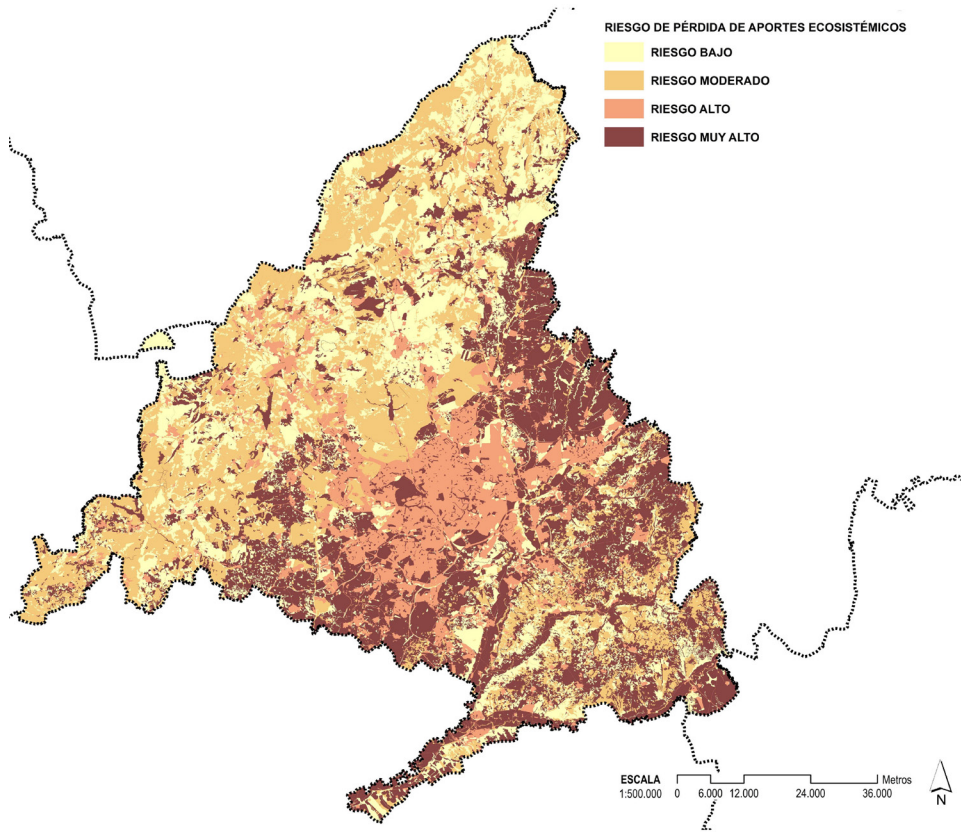 RIESGO DE PÉRDIDA DE APORTES ECOSISTÉMICOS
RIESGO BAJO
RIESGO MODERADO
RIESGO ALTO
RIESGO MUY ALTO
ESCALA
1:500.000
Metros
0 6.000 12.000 24.000 36.000
N